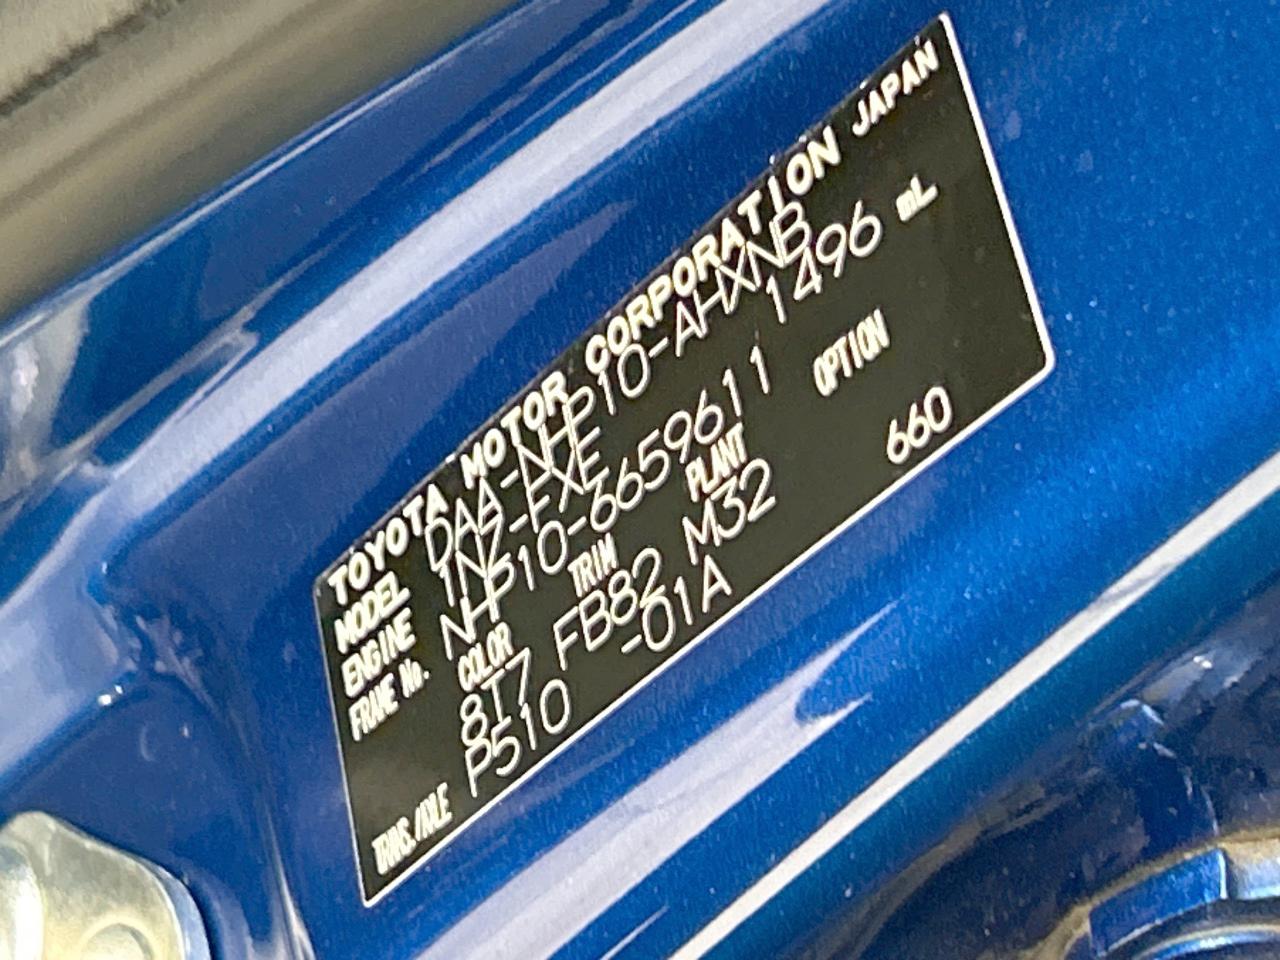 TOYOTA MOTOR CORPORATION JAPAN
MODEL DAA-NHP10-AHXNB
ENGINE 1NZ-FXE 1496 mL
FRAME No. NHP10-6659611
COLOR TRIM PLANT OPTION
8T7 FB82 M32 660
TRANS./AXLE P510 -01A